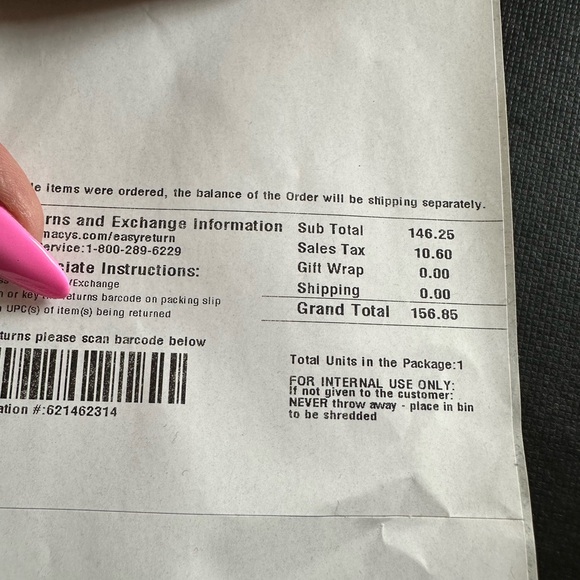 items were ordered, the balance of the Order will be shipping separately.
and Exchange Information
macys.com/easyreturn
:1-800-289-6229
Instructions:
/Exchange
or key returns barcode on packing slip
UPC(s) of item(s) being returned
please scan barcode below
#:621462314
Sub Total 146.25
Sales Tax 10.60
Gift Wrap 0.00
Shipping 0.00
Grand Total 156.85
Total Units in the Package:1
FOR INTERNAL USE ONLY:
If not given to the customer:
NEVER throw away - place in bin
to be shredded